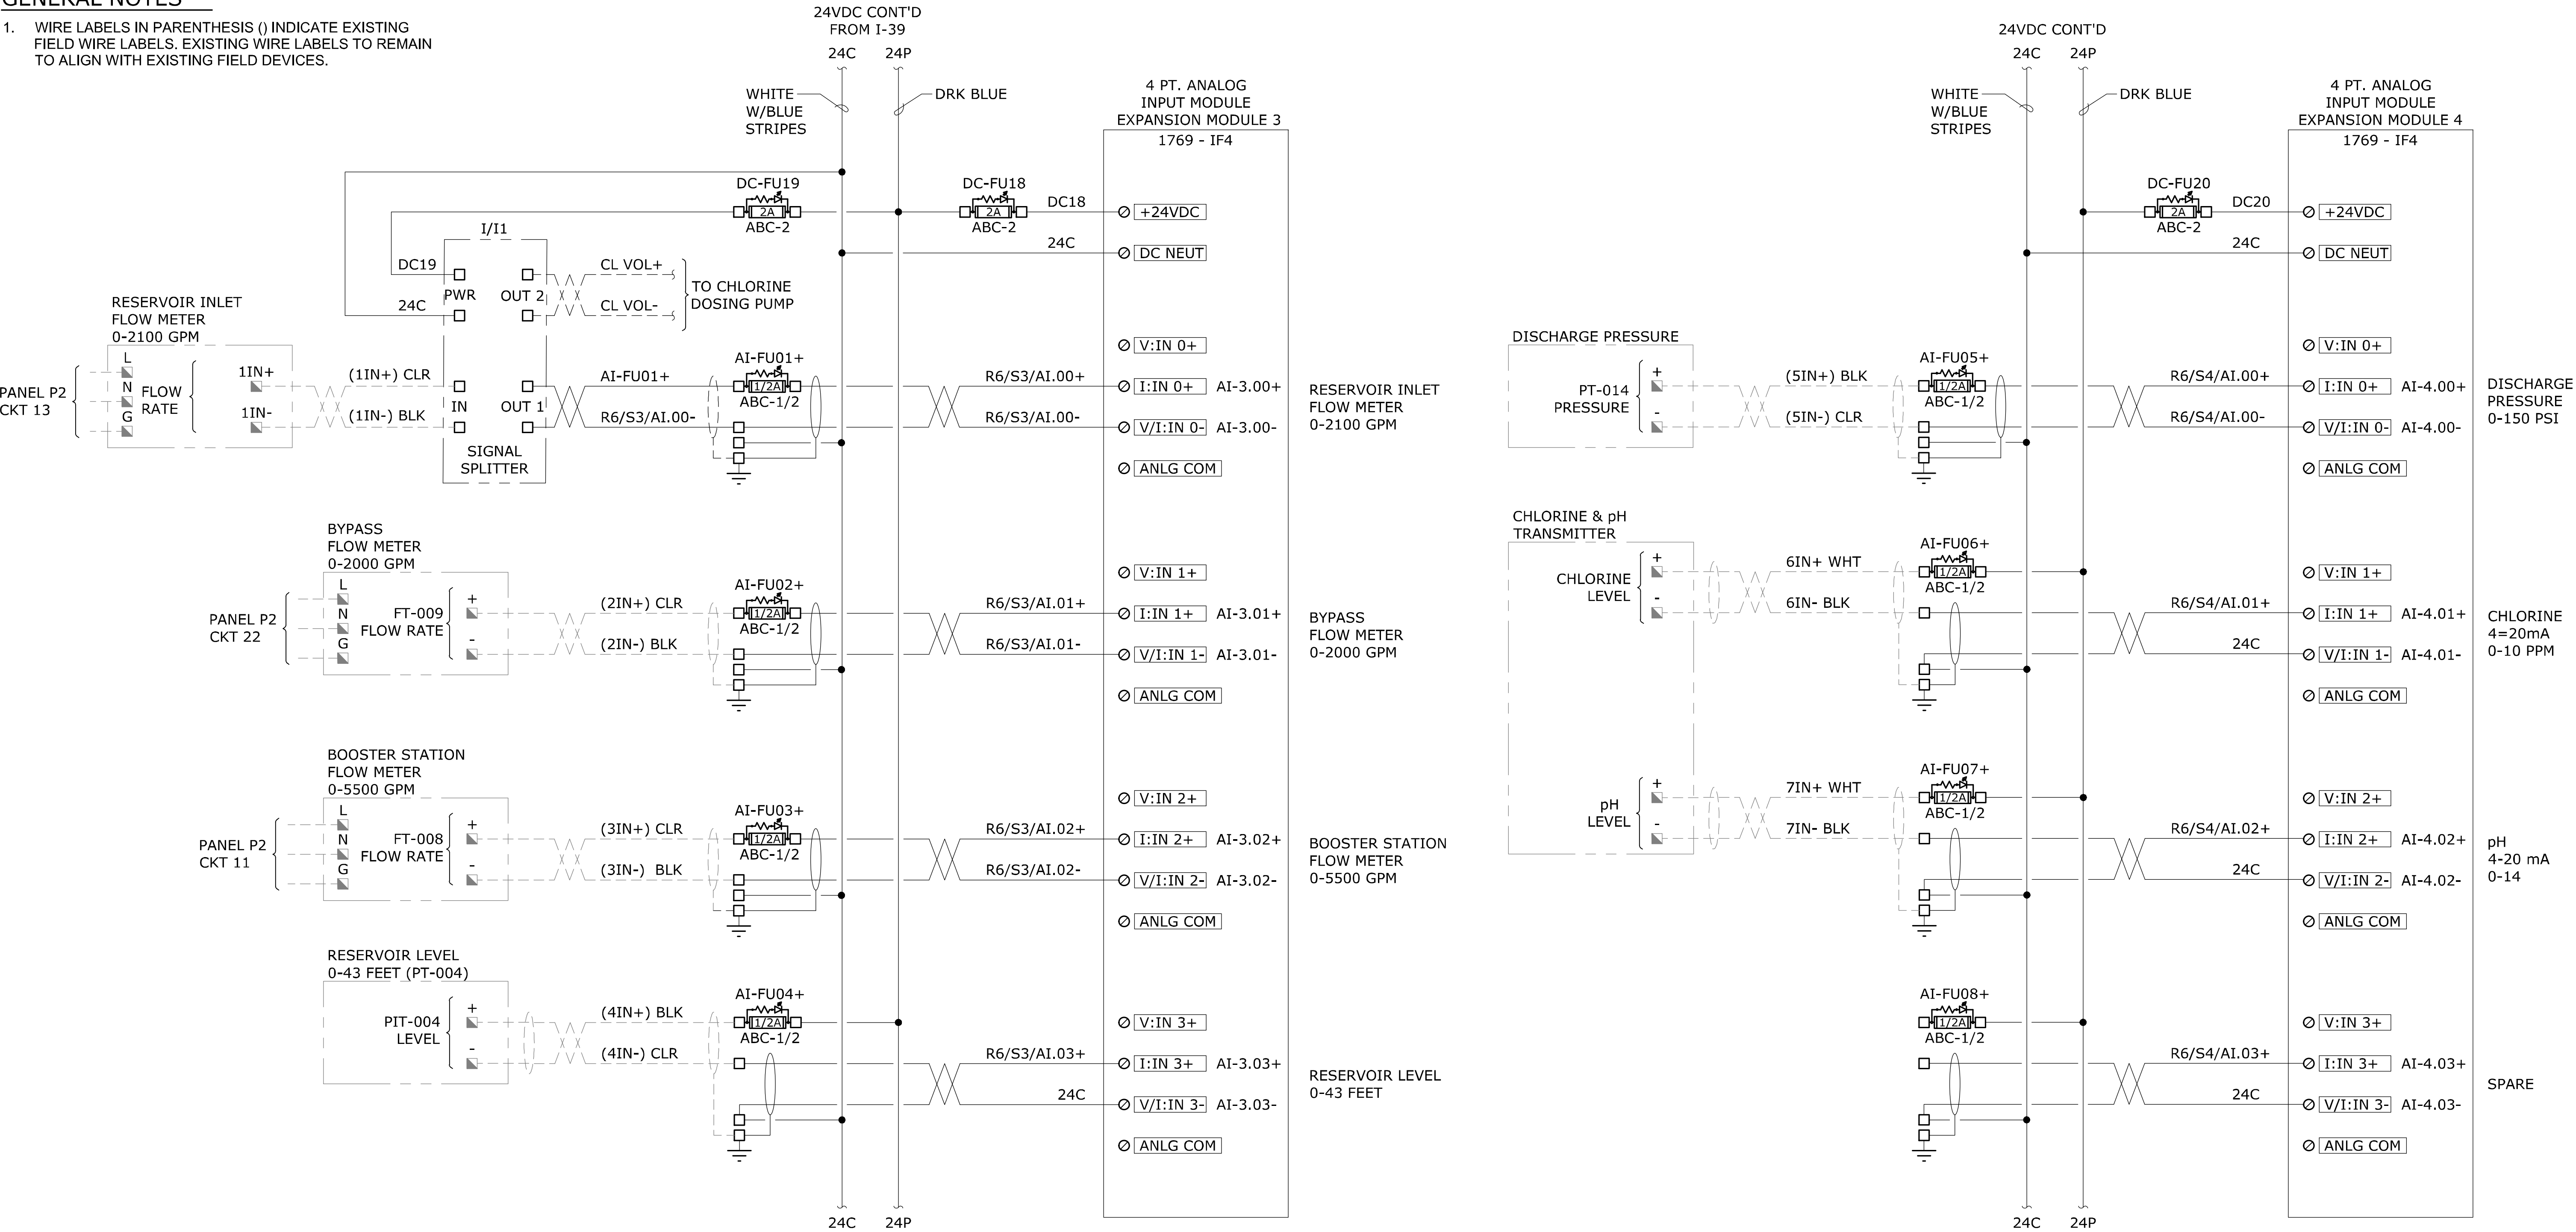 GENERAL NOTES
1. WIRE LABELS IN PARENTHESIS () INDICATE EXISTING
FIELD WIRE LABELS. EXISTING WIRE LABELS TO REMAIN
TO ALIGN WITH EXISTING FIELD DEVICES.
24VDC CONT'D
FROM I-39
24C 24P
WHITE
W/BLUE
STRIPES
DRK BLUE
4 PT. ANALOG
INPUT MODULE
EXPANSION MODULE 3
1769 - IF4
DC-FU19
2A
ABC-2
DC-FU18
2A
ABC-2
DC18
+24VDC
24C
DC NEUT
I/I1
DC19
24C
PWR
OUT 2
CL VOL+
CL VOL-
TO CHLORINE
DOSING PUMP
IN
OUT 1
SIGNAL
SPLITTER
RESERVOIR INLET
FLOW METER
0-2100 GPM
PANEL P2
CKT 13
L
N
G
FLOW
RATE
1IN+
1IN-
(1IN+) CLR
(1IN-) BLK
AI-FU01+
R6/S3/AI.00-
AI-FU01+
1/2A
ABC-1/2
R6/S3/AI.00+
R6/S3/AI.00-
V:IN 0+
I:IN 0+ AI-3.00+
V/I:IN 0- AI-3.00-
ANLG COM
RESERVOIR INLET
FLOW METER
0-2100 GPM
BYPASS
FLOW METER
0-2000 GPM
PANEL P2
CKT 22
L
N
G
FT-009
FLOW RATE
+
-
(2IN+) CLR
(2IN-) BLK
AI-FU02+
1/2A
ABC-1/2
R6/S3/AI.01+
R6/S3/AI.01-
V:IN 1+
I:IN 1+ AI-3.01+
V/I:IN 1- AI-3.01-
ANLG COM
BYPASS
FLOW METER
0-2000 GPM
BOOSTER STATION
FLOW METER
0-5500 GPM
PANEL P2
CKT 11
L
N
G
FT-008
FLOW RATE
+
-
(3IN+) CLR
(3IN-) BLK
AI-FU03+
1/2A
ABC-1/2
R6/S3/AI.02+
R6/S3/AI.02-
V:IN 2+
I:IN 2+ AI-3.02+
V/I:IN 2- AI-3.02-
ANLG COM
BOOSTER STATION
FLOW METER
0-5500 GPM
RESERVOIR LEVEL
0-43 FEET (PT-004)
PIT-004
LEVEL
+
-
(4IN+) BLK
(4IN-) CLR
AI-FU04+
1/2A
ABC-1/2
R6/S3/AI.03+
24C
V:IN 3+
I:IN 3+ AI-3.03+
V/I:IN 3- AI-3.03-
ANLG COM
RESERVOIR LEVEL
0-43 FEET
24C 24P
24VDC CONT'D
24C 24P
WHITE
W/BLUE
STRIPES
DRK BLUE
4 PT. ANALOG
INPUT MODULE
EXPANSION MODULE 4
1769 - IF4
DC-FU20
2A
ABC-2
DC20
+24VDC
24C
DC NEUT
DISCHARGE PRESSURE
PT-014
PRESSURE
+
-
(5IN+) BLK
(5IN-) CLR
AI-FU05+
1/2A
ABC-1/2
R6/S4/AI.00+
R6/S4/AI.00-
V:IN 0+
I:IN 0+ AI-4.00+
V/I:IN 0- AI-4.00-
ANLG COM
DISCHARGE
PRESSURE
0-150 PSI
CHLORINE & pH
TRANSMITTER
CHLORINE
LEVEL
+
-
6IN+ WHT
6IN- BLK
AI-FU06+
1/2A
ABC-1/2
R6/S4/AI.01+
24C
V:IN 1+
I:IN 1+ AI-4.01+
V/I:IN 1- AI-4.01-
ANLG COM
CHLORINE
4=20mA
0-10 PPM
pH
LEVEL
+
-
7IN+ WHT
7IN- BLK
AI-FU07+
1/2A
ABC-1/2
R6/S4/AI.02+
24C
V:IN 2+
I:IN 2+ AI-4.02+
V/I:IN 2- AI-4.02-
ANLG COM
pH
4-20 mA
0-14
AI-FU08+
1/2A
ABC-1/2
R6/S4/AI.03+
24C
V:IN 3+
I:IN 3+ AI-4.03+
V/I:IN 3- AI-4.03-
ANLG COM
SPARE
24C 24P